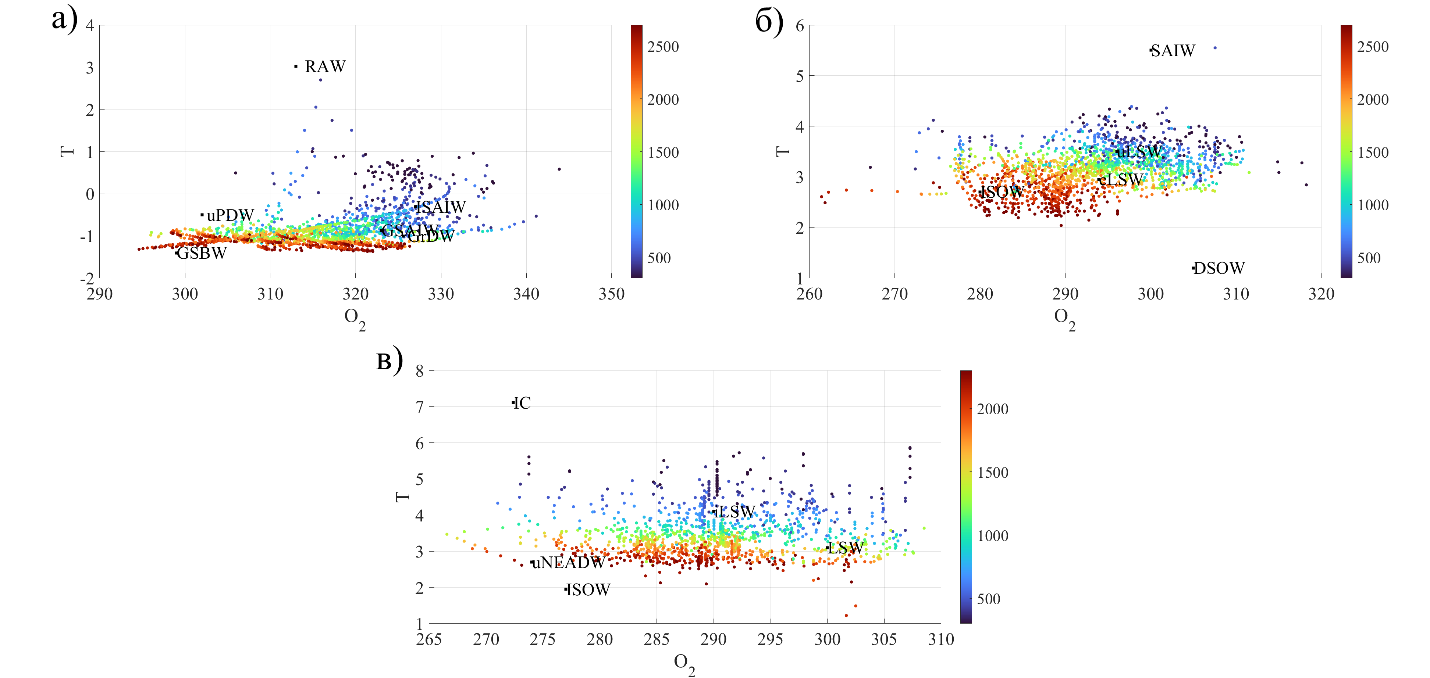 а)
4
3
2
1
0
-1
-2
T
RAW
uPDW
ISAIW
GSAIW
GrDW
GSBW
290 300 310 320 330 340 350
O2
2500
2000
1500
1000
500
б)
6
5
4
3
2
1
T
SAIW
uLSW
cLSW
ISOW
DSOW
260 270 280 290 300 310 320
O2
2500
2000
1500
1000
500
в)
8
7
6
5
4
3
2
1
T
IC
iLSW
LSW
uNEADW
ISOW
265 270 275 280 285 290 295 300 305 310
O2
2000
1500
1000
500